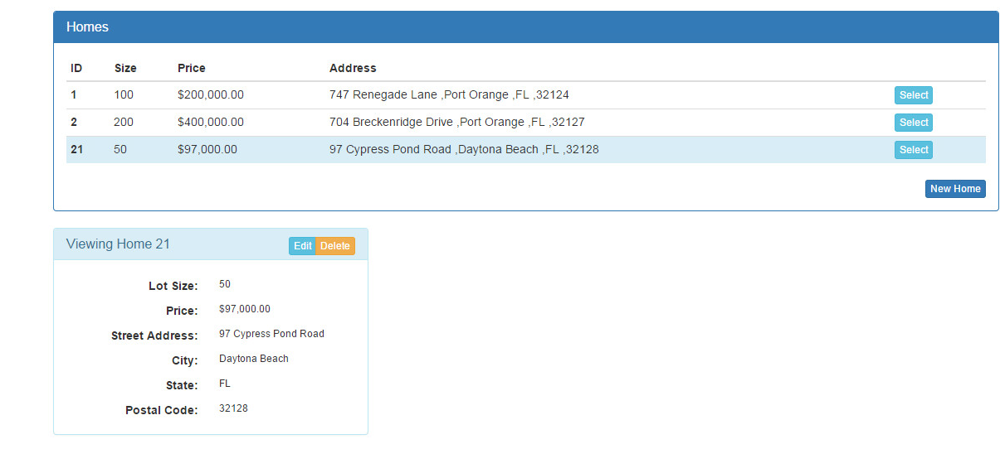 Homes
ID Size Price Address
1 100 $200,000.00 747 Renegade Lane ,Port Orange ,FL ,32124 Select
2 200 $400,000.00 704 Breckenridge Drive ,Port Orange ,FL ,32127 Select
21 50 $97,000.00 97 Cypress Pond Road ,Daytona Beach ,FL ,32128 Select
New Home
Viewing Home 21 Edit Delete
Lot Size: 50
Price: $97,000.00
Street Address: 97 Cypress Pond Road
City: Daytona Beach
State: FL
Postal Code: 32128